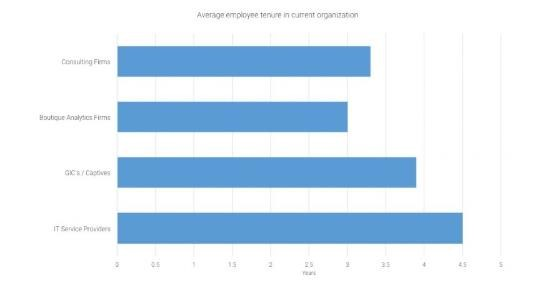 Average employee tenure in current organization
Consulting Firms
Boutique Analytics Firms
GIC's / Captives
IT Service Providers
0 0.5 1 1.5 2 2.5 3 3.5 4 4.5 5
Years